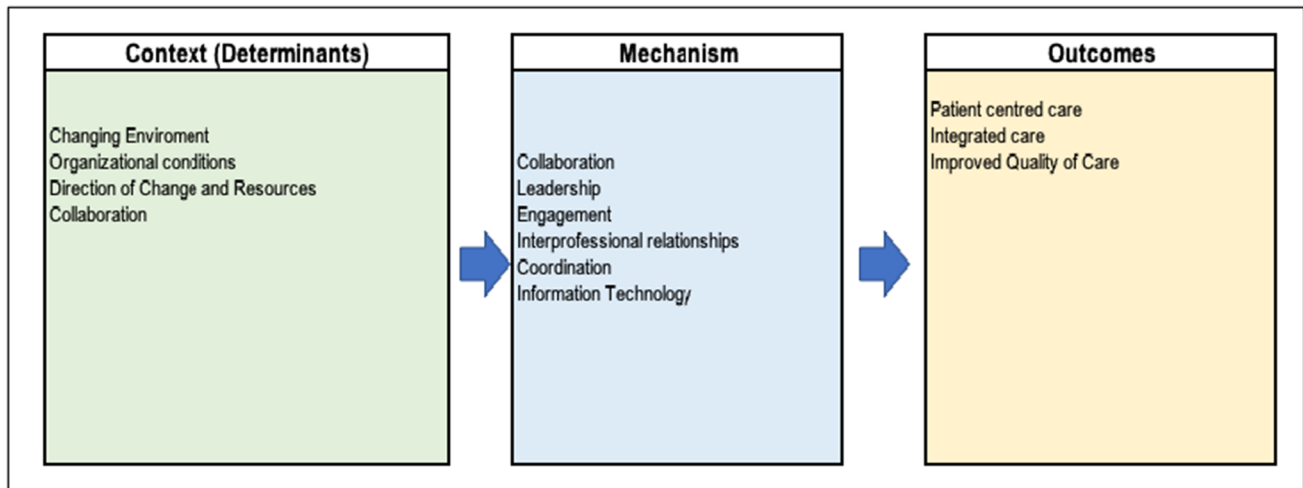 Context (Determinants)
Changing Enviroment
Organizational conditions
Direction of Change and Resources
Collaboration
Mechanism
Collaboration
Leadership
Engagement
Interprofessional relationships
Coordination
Information Technology
Outcomes
Patient centred care
Integrated care
Improved Quality of Care